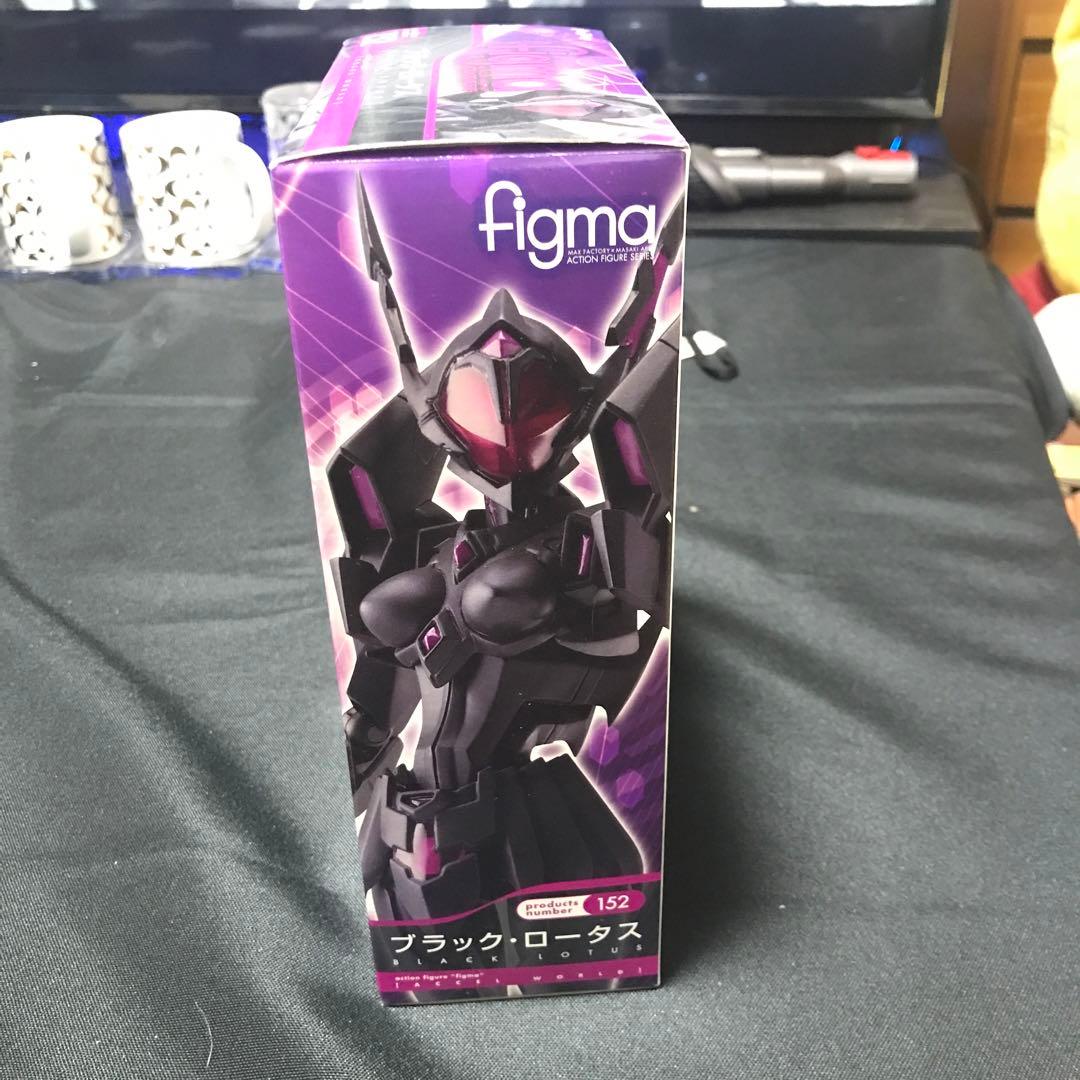 figma
MAX FACTORY × MASAKI
ACTION FIGURE SERIES
products
number
152
ブラック・ロータス
BLACK LOTUS
action figure "figma"
[ACCEL WORLD]